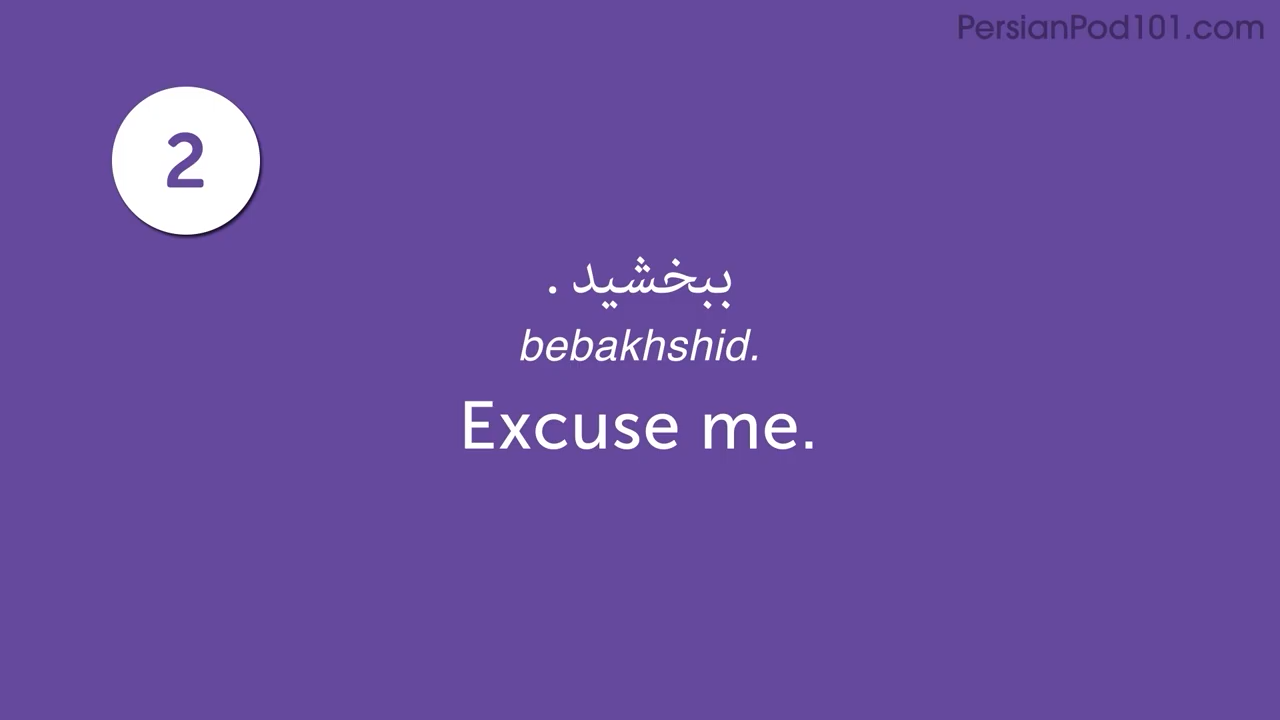 PersianPod101.com
2
ببخشید .
bebakhshid.
Excuse me.